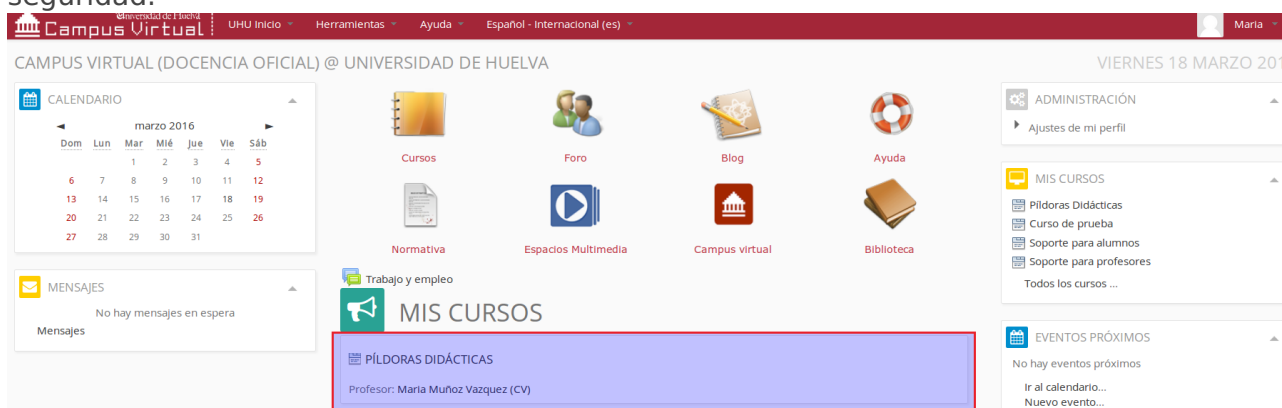 seguridad.
Universidad de Huelva
Campus Virtual
UHU Inicio
Herramientas
Ayuda
Español - Internacional (es)
Maria
CAMPUS VIRTUAL (DOCENCIA OFICIAL) @ UNIVERSIDAD DE HUELVA
VIERNES 18 MARZO 201
CALENDARIO
◄ marzo 2016 ►
Dom Lun Mar Mié Jue Vie Sáb
1 2 3 4 5
6 7 8 9 10 11 12
13 14 15 16 17 18 19
20 21 22 23 24 25 26
27 28 29 30 31
MENSAJES
No hay mensajes en espera
Mensajes
Cursos
Foro
Blog
Ayuda
Normativa
Espacios Multimedia
Campus virtual
Biblioteca
Trabajo y empleo
MIS CURSOS
PÍLDORAS DIDÁCTICAS
Profesor: Maria Muñoz Vazquez (CV)
ADMINISTRACIÓN
Ajustes de mi perfil
MIS CURSOS
Píldoras Didácticas
Curso de prueba
Soporte para alumnos
Soporte para profesores
Todos los cursos ...
EVENTOS PRÓXIMOS
No hay eventos próximos
Ir al calendario...
Nuevo evento...